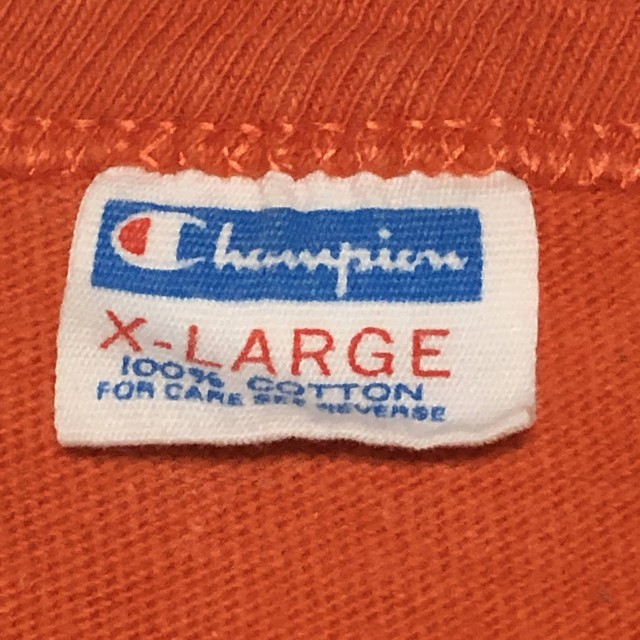 Champion
X-LARGE
100% COTTON
FOR CARE SEE REVERSE